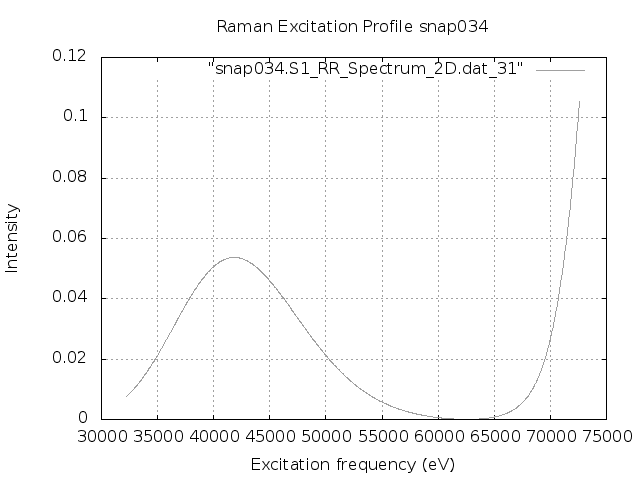 Raman Excitation Profile snap034
"snap034.S1_RR_Spectrum_2D.dat_31"
0.12
0.1
0.08
0.06
0.04
0.02
0
Intensity
30000 35000 40000 45000 50000 55000 60000 65000 70000 75000
Excitation frequency (eV)